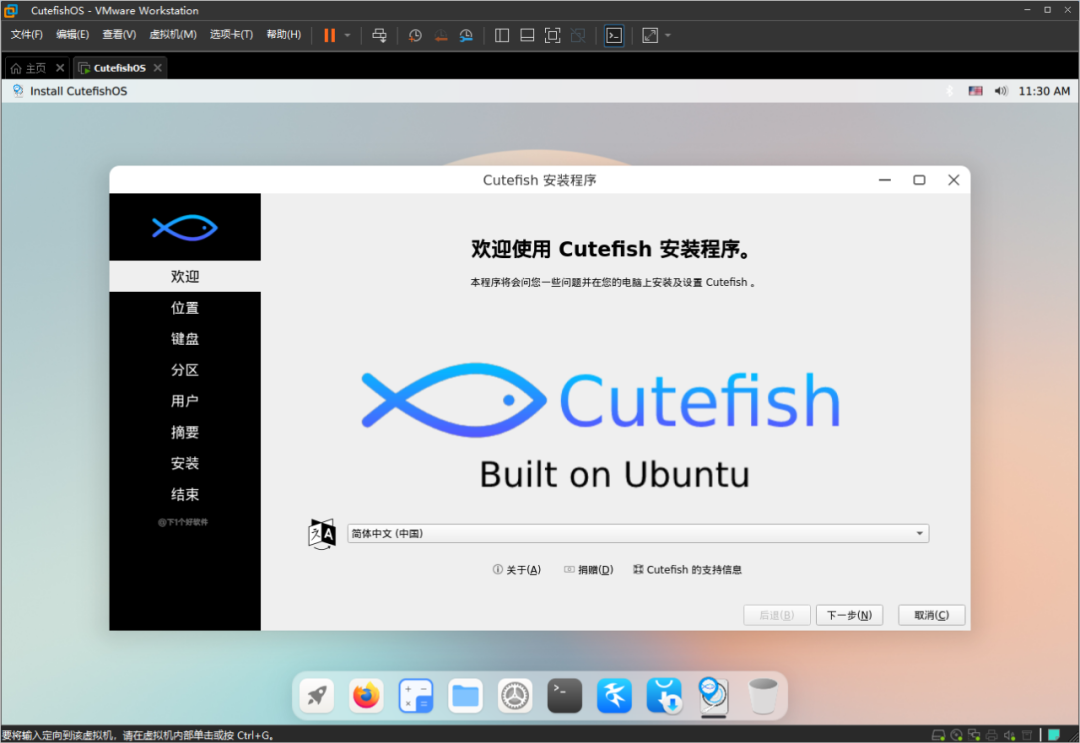 CutefishOS - VMware Workstation
文件(F) 编辑(E) 查看(V) 虚拟机(M) 选项卡(T) 帮助(H)
主页 CutefishOS
Install CutefishOS 11:30 AM
Cutefish 安装程序
欢迎
位置
键盘
分区
用户
摘要
安装
结束
@下1个好软件
欢迎使用 Cutefish 安装程序。
本程序将会问您一些问题并在您的电脑上安装及设置 Cutefish 。
Cutefish
Built on Ubuntu
简体中文 (中国)
关于(A) 捐赠(D) Cutefish 的支持信息
后退(B) 下一步(N) 取消(C)
要将输入定向到该虚拟机，请在虚拟机内部单击或按 Ctrl+G。